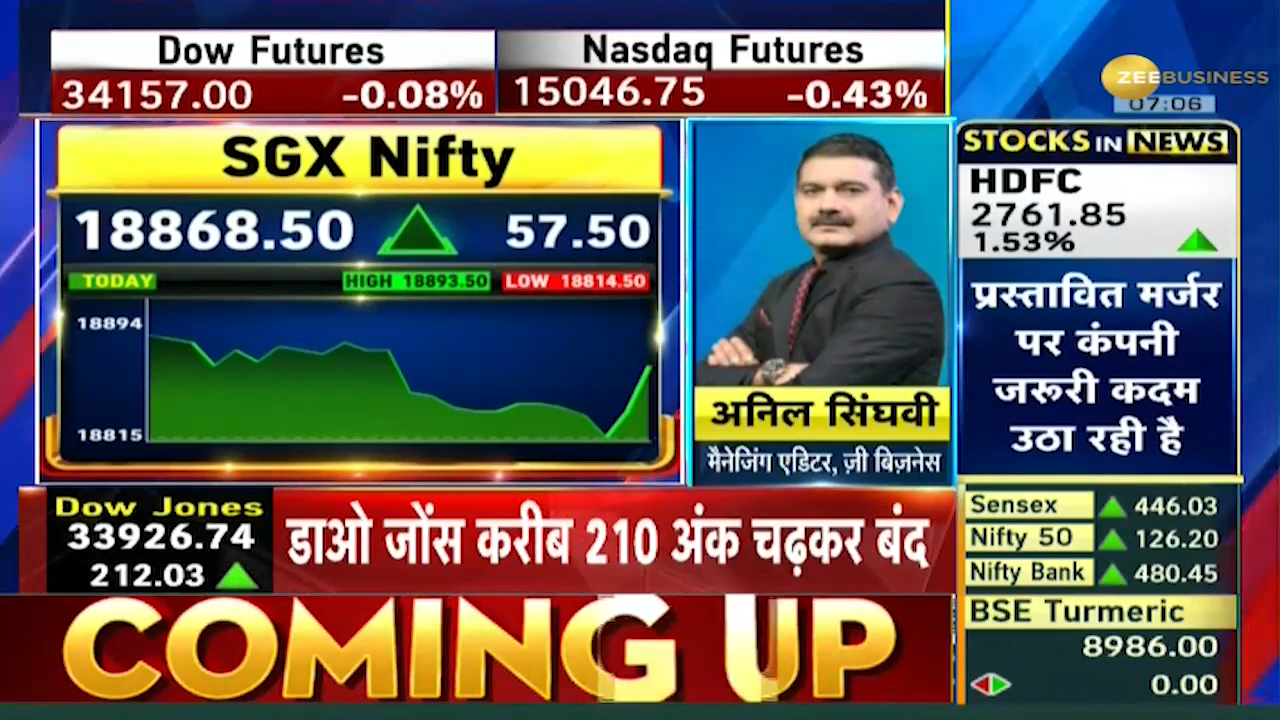 Dow Futures
34157.00 -0.08%
Nasdaq Futures
15046.75 -0.43%
ZEEBUSINESS
07:06
SGX Nifty
18868.50 57.50
TODAY HIGH 18893.50 LOW 18814.50
18894
18815
अनिल सिंघवी
मैनेजिंग एडिटर, ज़ी बिज़नेस
STOCKS IN NEWS
HDFC
2761.85
1.53%
प्रस्तावित मर्जर
पर कंपनी
जरूरी कदम
उठा रही है
Dow Jones
33926.74
212.03
डाओ जोंस करीब 210 अंक चढ़कर बंद
Sensex 446.03
Nifty 50 126.20
Nifty Bank 480.45
BSE Turmeric
8986.00
0.00
COMING UP